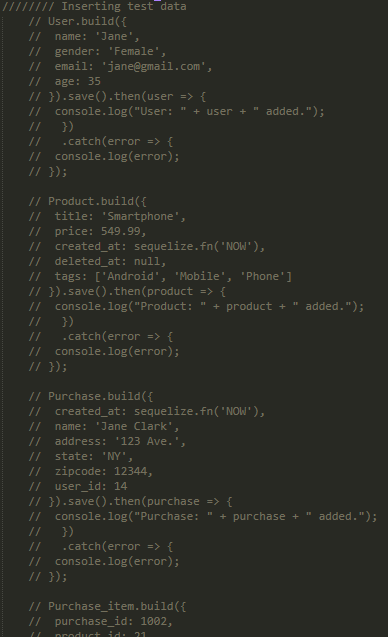 //////// Inserting test data
// User.build({
//  name: 'Jane',
//  gender: 'Female',
//  email: 'jane@gmail.com',
//  age: 35
// }).save().then(user => {
//  console.log("User: " + user + " added.");
//   })
//   .catch(error => {
//  console.log(error);
// });

// Product.build({
//  title: 'Smartphone',
//  price: 549.99,
//  created_at: sequelize.fn('NOW'),
//  deleted_at: null,
//  tags: ['Android', 'Mobile', 'Phone']
// }).save().then(product => {
//  console.log("Product: " + product + " added.");
//   })
//   .catch(error => {
//  console.log(error);
// });

// Purchase.build({
//  created_at: sequelize.fn('NOW'),
//  name: 'Jane Clark',
//  address: '123 Ave.',
//  state: 'NY',
//  zipcode: 12344,
//  user_id: 14
// }).save().then(purchase => {
//  console.log("Purchase: " + purchase + " added.");
//   })
//   .catch(error => {
//  console.log(error);
// });

// Purchase_item.build({
//  purchase_id: 1002,
//  product_id: 21,